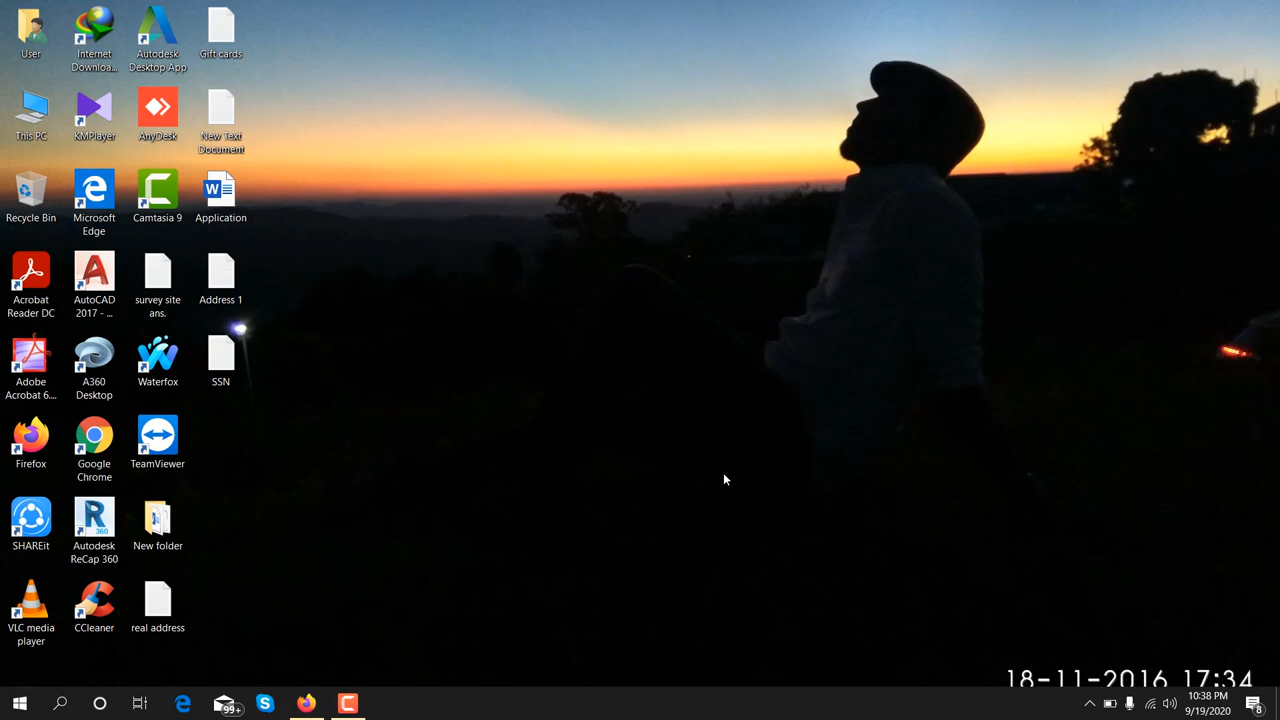 User
Internet
Downloa...
Autodesk
Desktop App
Gift cards
This PC
KMPlayer
AnyDesk
New Text
Document
Recycle Bin
Microsoft
Edge
Camtasia 9
Application
Acrobat
Reader DC
AutoCAD
2017 - ...
survey site
ans.
Address 1
Adobe
Acrobat 6....
A360
Desktop
Waterfox
SSN
Firefox
Google
Chrome
TeamViewer
SHAREit
Autodesk
ReCap 360
New folder
VLC media
player
CCleaner
real address
18-11-2016 17:34
99+
10:38 PM
9/19/2020
8